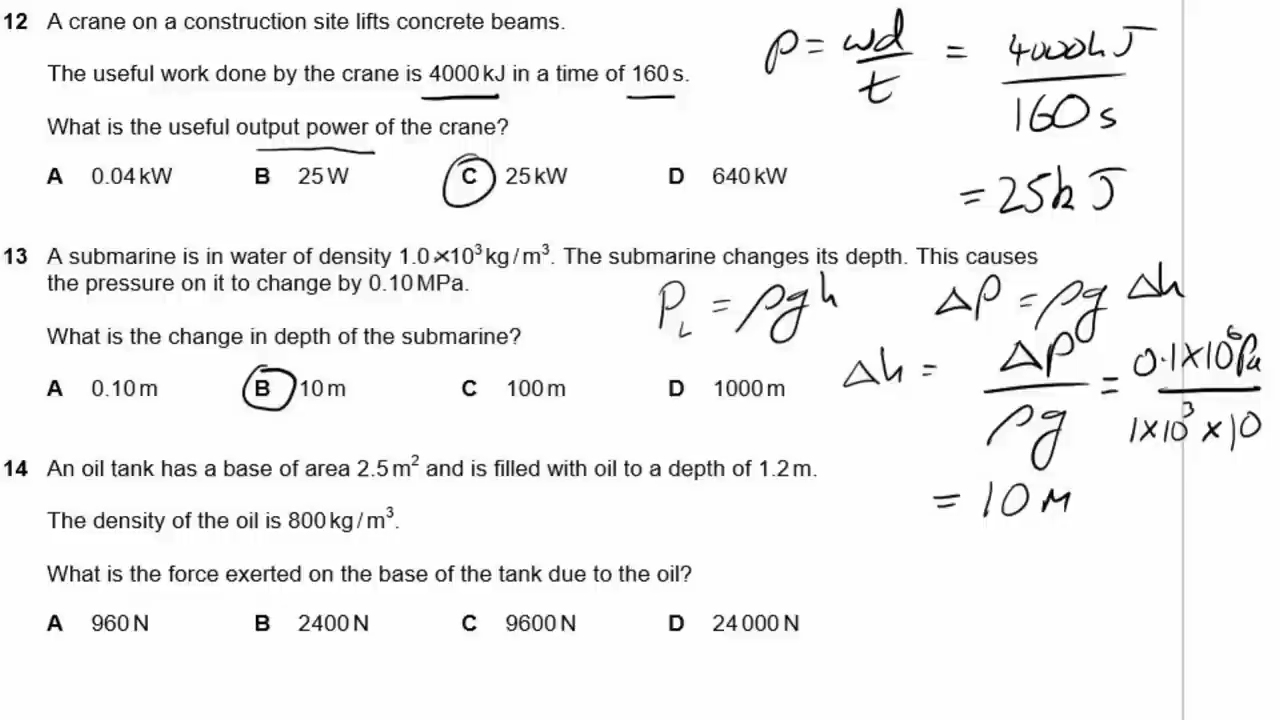 12 A crane on a construction site lifts concrete beams.
The useful work done by the crane is 4000 kJ in a time of 160 s.
What is the useful output power of the crane?
A 0.04 kW B 25 W C 25 kW D 640 kW
P = wd/t = 4000kJ/160s
= 25kJ
13 A submarine is in water of density 1.0×10³ kg/m³. The submarine changes its depth. This causes
the pressure on it to change by 0.10 MPa.
What is the change in depth of the submarine?
A 0.10 m B 10 m C 100 m D 1000 m
P_L = ρgh ΔP = ρg Δh
Δh = ΔP/ρg = 0.1×10⁶Pa/1×10³×10
= 10 m
14 An oil tank has a base of area 2.5 m² and is filled with oil to a depth of 1.2 m.
The density of the oil is 800 kg/m³.
What is the force exerted on the base of the tank due to the oil?
A 960 N B 2400 N C 9600 N D 24 000 N